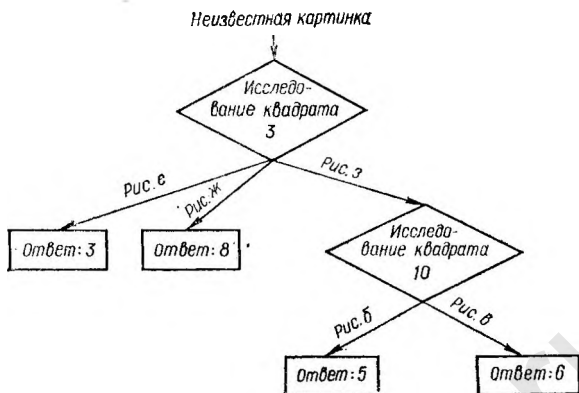 Неизвестная картинка
Исследо-
вание квадрата
3
Рис. е
Рис. ж
Рис. з
Ответ: 3
Ответ: 8
Исследо-
вание квадрата
10
Рис. б
Рис. в
Ответ: 5
Ответ: 6